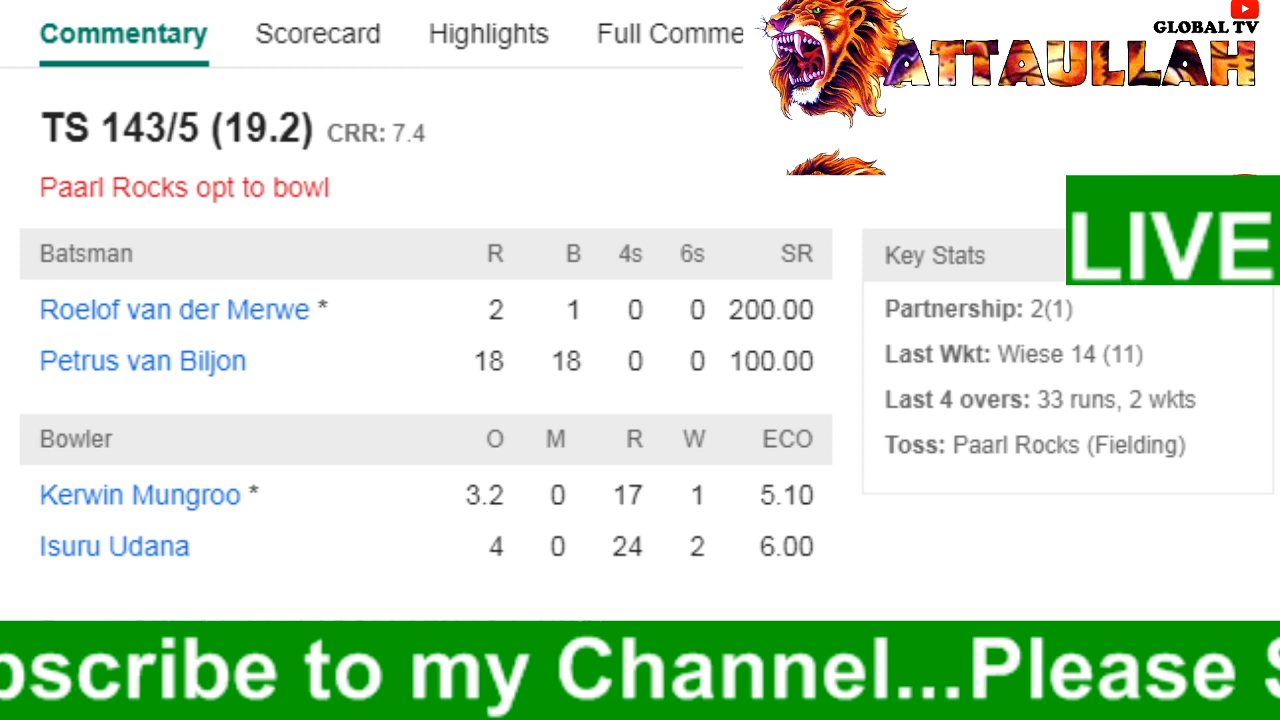 Commentary Scorecard Highlights Full Comme
GLOBAL TV
ATTAULLAH
TS 143/5 (19.2) CRR: 7.4
Paarl Rocks opt to bowl
LIVE
Batsman R B 4s 6s SR
Roelof van der Merwe * 2 1 0 0 200.00
Petrus van Biljon 18 18 0 0 100.00
Bowler O M R W ECO
Kerwin Mungroo * 3.2 0 17 1 5.10
Isuru Udana 4 0 24 2 6.00
Key Stats
Partnership: 2(1)
Last Wkt: Wiese 14 (11)
Last 4 overs: 33 runs, 2 wkts
Toss: Paarl Rocks (Fielding)
bscribe to my Channel...Please S